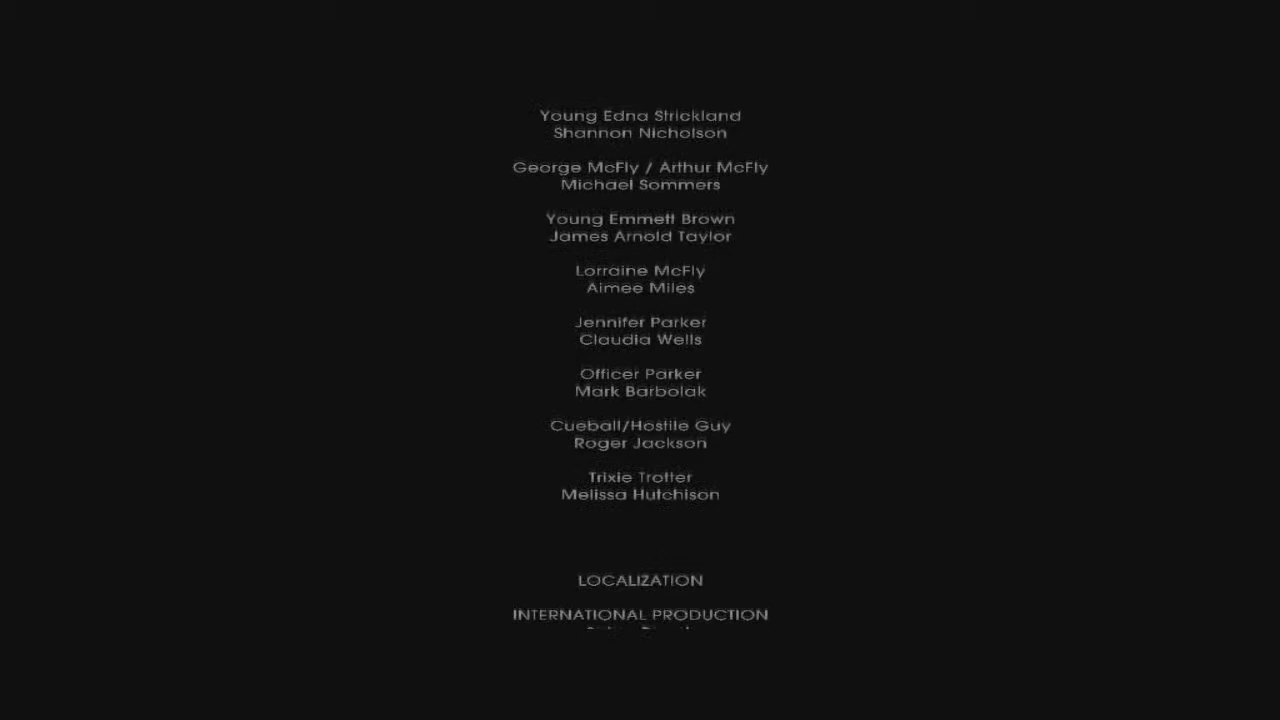 Young Edna Strickland
Shannon Nicholson
George McFly / Arthur McFly
Michael Sommers
Young Emmett Brown
James Arnold Taylor
Lorraine McFly
Aimee Miles
Jennifer Parker
Claudia Wells
Officer Parker
Mark Barbolak
Cueball/Hostile Guy
Roger Jackson
Trixie Trotter
Melissa Hutchison
LOCALIZATION
INTERNATIONAL PRODUCTION